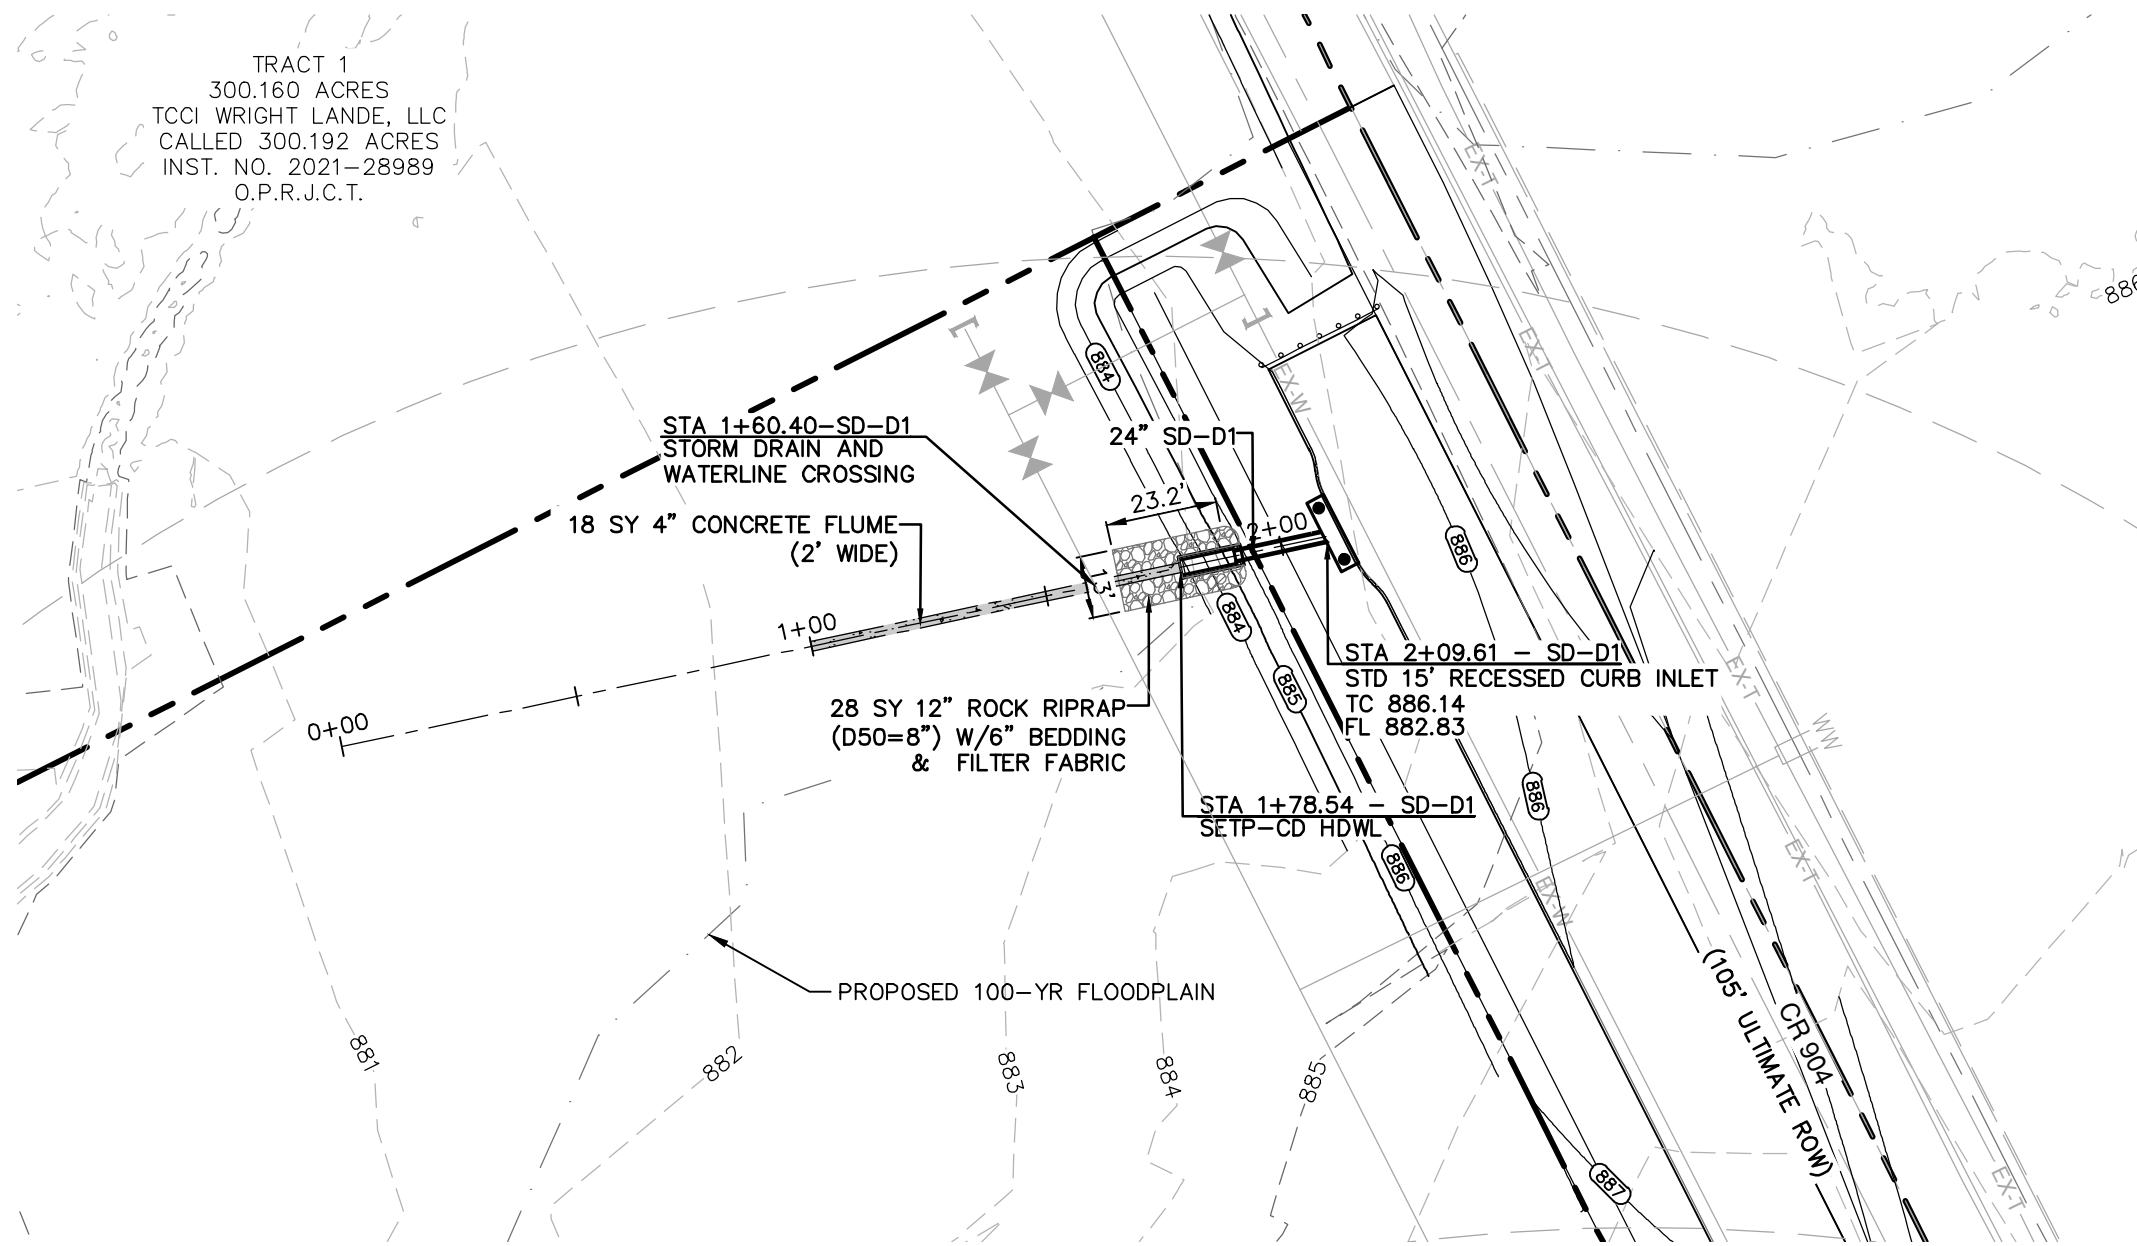 TRACT 1
300.160 ACRES
TCCI WRIGHT LANDE, LLC
CALLED 300.192 ACRES
INST. NO. 2021-28989
O.P.R.J.C.T.
EX-T
886
EX-T
884
EX-W
STA 1+60.40-SD-D1
STORM DRAIN AND
WATERLINE CROSSING
24" SD-D1
23.2'
18 SY 4" CONCRETE FLUME
(2' WIDE)
2+00
886
13'
1+00
884
STA 2+09.61 - SD-D1
STD 15' RECESSED CURB INLET
TC 886.14
FL 882.83
EX-T
885
28 SY 12" ROCK RIPRAP
(D50=8") W/6" BEDDING
& FILTER FABRIC
0+00
WW
886
STA 1+78.54 - SD-D1
SETP-CD HDWL
886
EX-T
EX-W
PROPOSED 100-YR FLOODPLAIN
(105' ULTIMATE ROW)
CR 904
881
882
883
884
885
887
EX-T